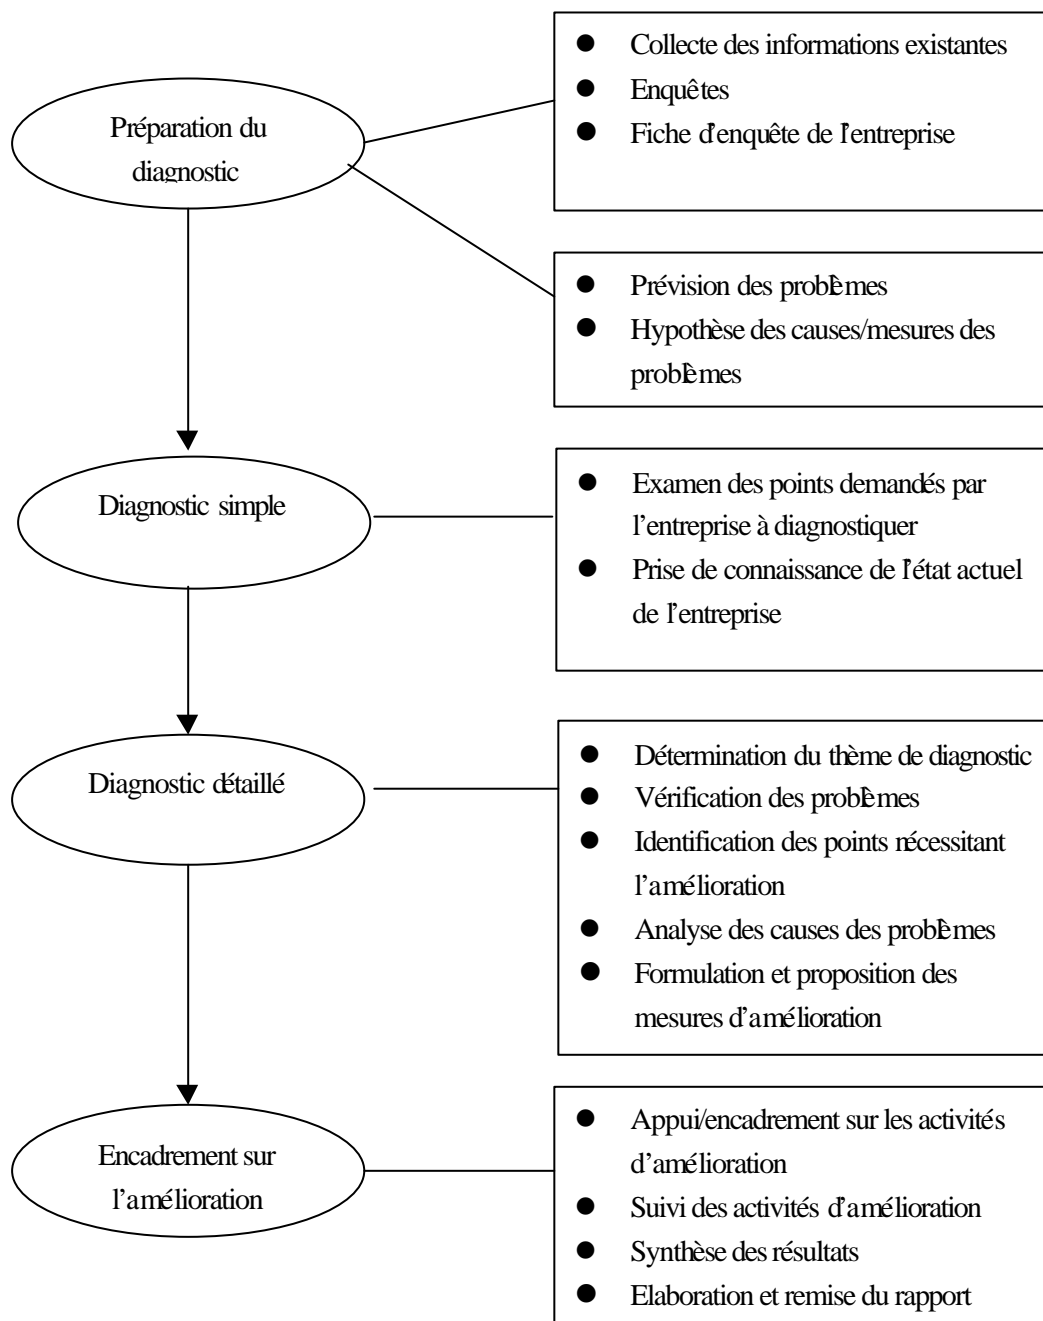 Préparation du
diagnostic
● Collecte des informations existantes
● Enquêtes
● Fiche d'enquête de l'entreprise
● Prévision des problèmes
● Hypothèse des causes/mesures des
problèmes
Diagnostic simple
● Examen des points demandés par
l'entreprise à diagnostiquer
● Prise de connaissance de l'état actuel
de l'entreprise
Diagnostic détaillé
● Détermination du thème de diagnostic
● Vérification des problèmes
● Identification des points nécessitant
l'amélioration
● Analyse des causes des problèmes
● Formulation et proposition des
mesures d'amélioration
Encadrement sur
l'amélioration
● Appui/encadrement sur les activités
d'amélioration
● Suivi des activités d'amélioration
● Synthèse des résultats
● Elaboration et remise du rapport